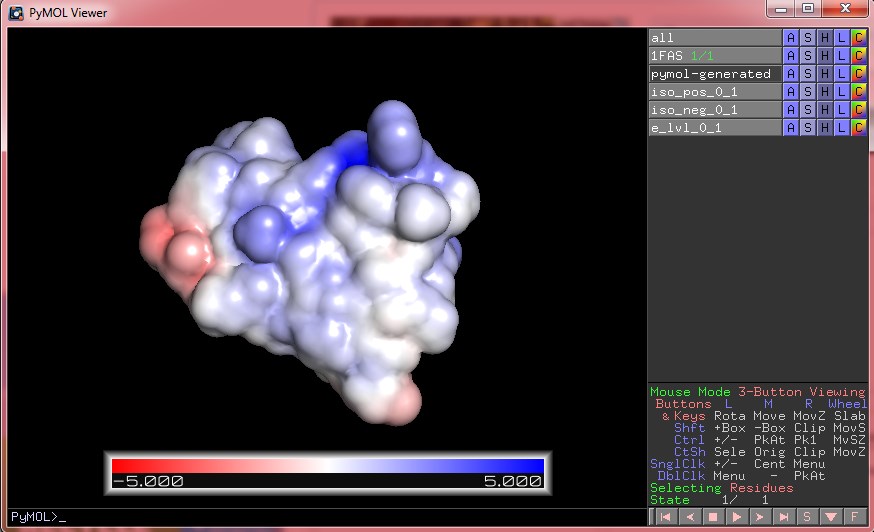 PyMOL Viewer
all A S H L C
1FAS 1/1 A S H L C
pymol-generated A S H L C
iso_pos_0_1 A S H L C
iso_neg_0_1 A S H L C
e_lvl_0_1 A S H L C
-5.000 5.000
Mouse Mode 3-Button Viewing
Buttons L M R Wheel
& Keys Rota Move MovZ Slab
Shft +Box -Box Clip MovS
Ctrl +/- PkAt Pk1 MvSZ
CtSh Sele Orig Clip MovZ
SnglClk +/- Cent Menu
DblClk Menu - PkAt
Selecting Residues
State 1/ 1
PyMOL>_
S F